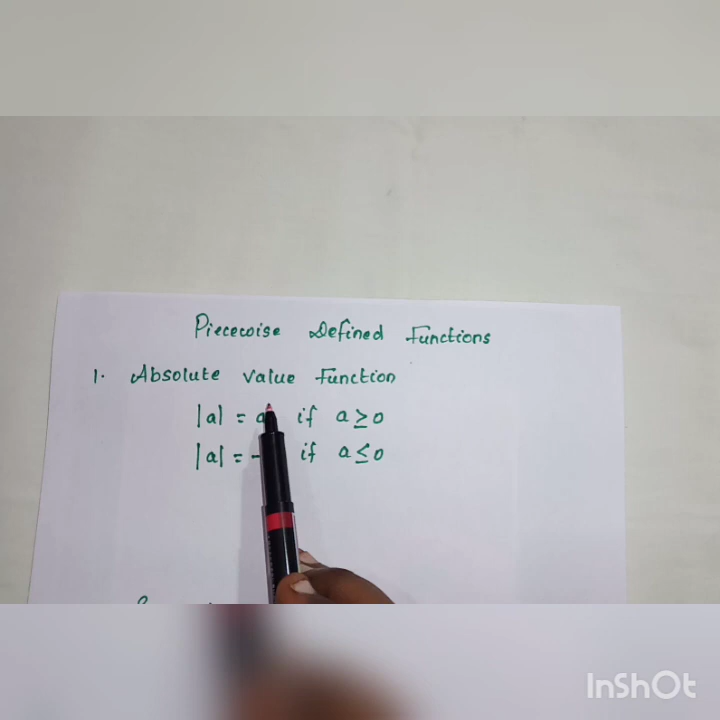 Piecewise Defined Functions
1. Absolute value Function
|a| = a if a ≥ 0
|a| = - if a ≤ 0
InShOt